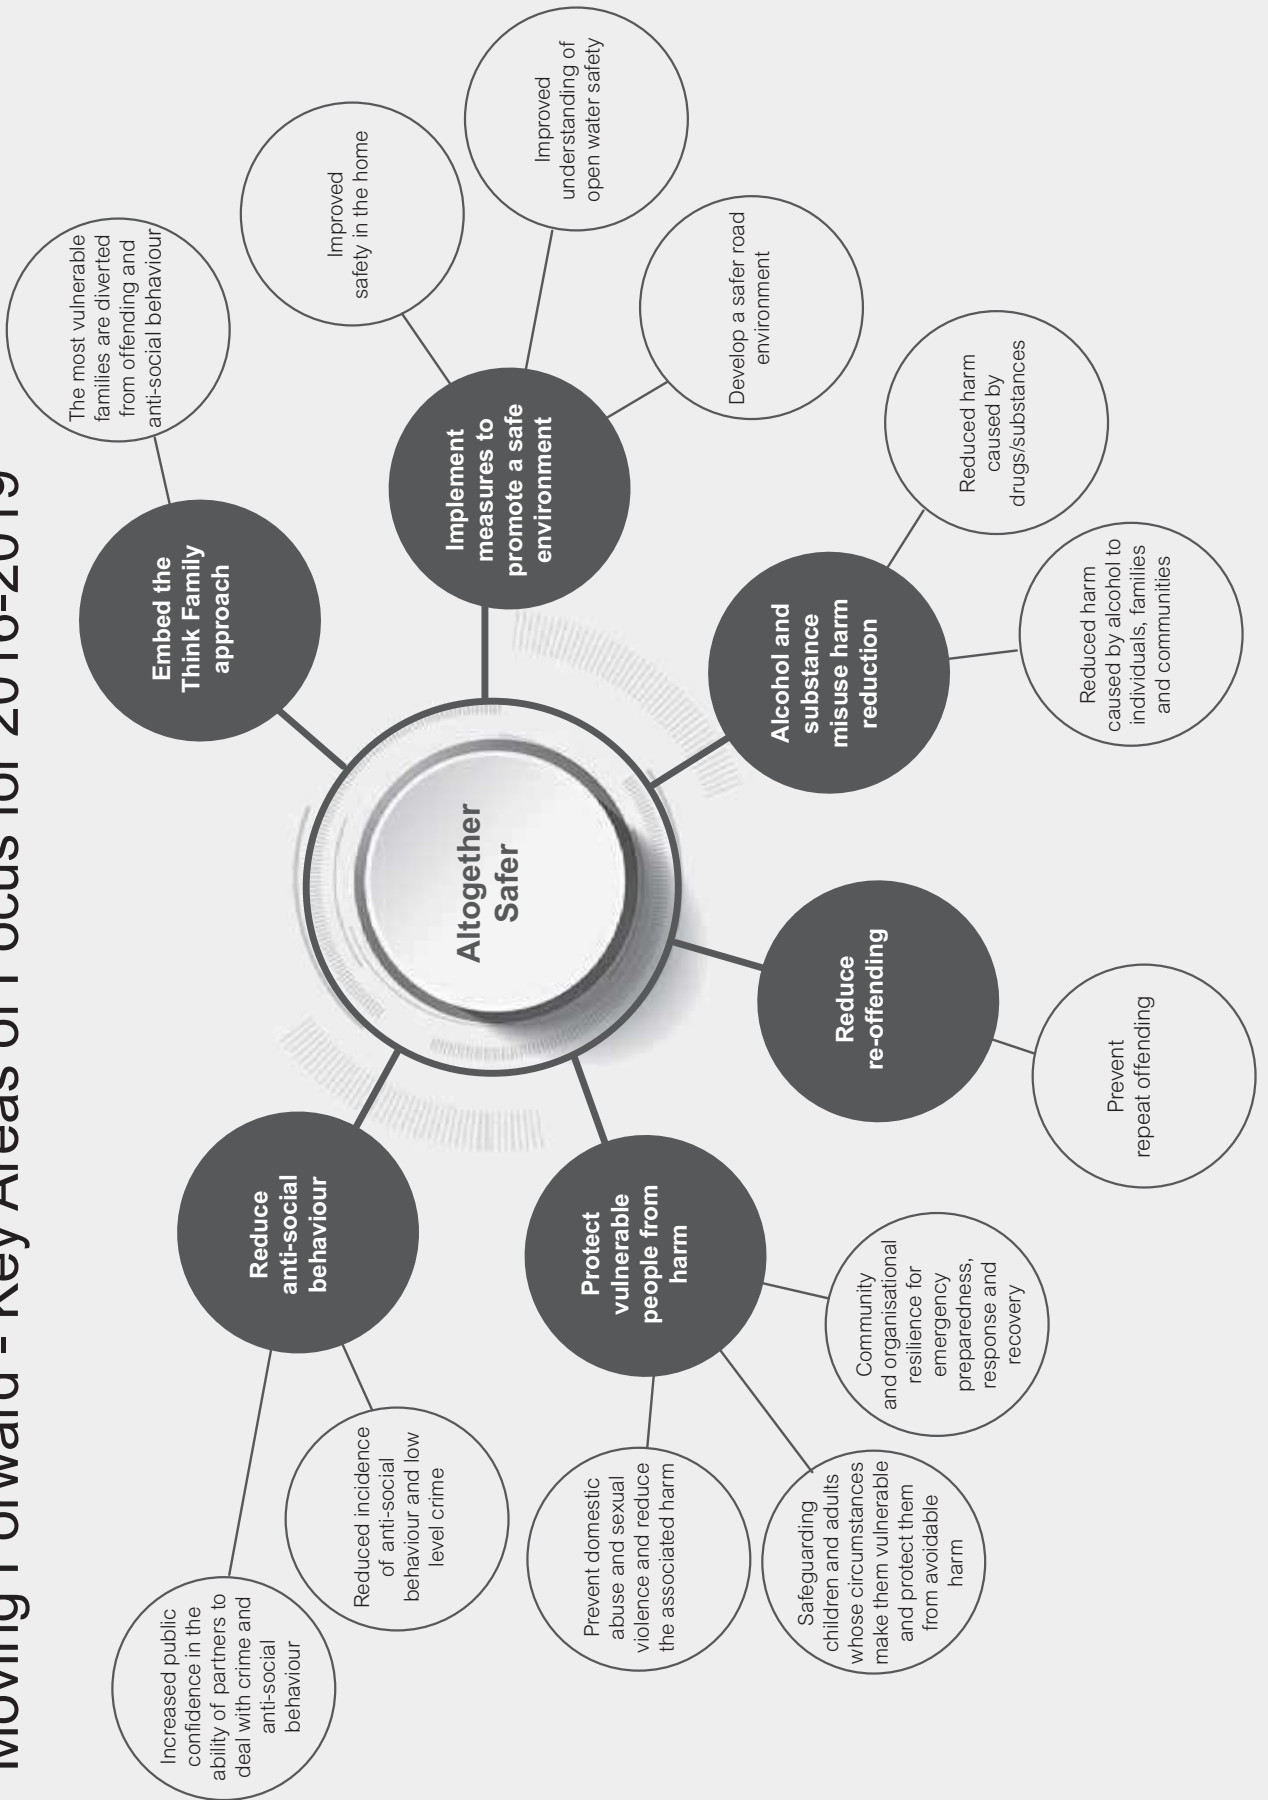 Moving Forward - Key Areas of Focus for 2016-2019
Altogether
Safer
Embed the
Think Family
approach
The most vulnerable
families are diverted
from offending and
anti-social behaviour
Implement
measures to
promote a safe
environment
Improved
safety in the home
Improved
understanding of
open water safety
Develop a safer road
environment
Alcohol and
substance
misuse harm
reduction
Reduced harm
caused by
drugs/substances
Reduced harm
caused by alcohol to
individuals, families
and communities
Reduce
re-offending
Prevent
repeat offending
Protect
vulnerable
people from
harm
Community
and organisational
resilience for
emergency
preparedness,
response and
recovery
Safeguarding
children and adults
whose circumstances
make them vulnerable
and protect them
from avoidable
harm
Prevent domestic
abuse and sexual
violence and reduce
the associated harm
Reduce
anti-social
behaviour
Reduced incidence
of anti-social
behaviour and low
level crime
Increased public
confidence in the
ability of partners to
deal with crime and
anti-social
behaviour